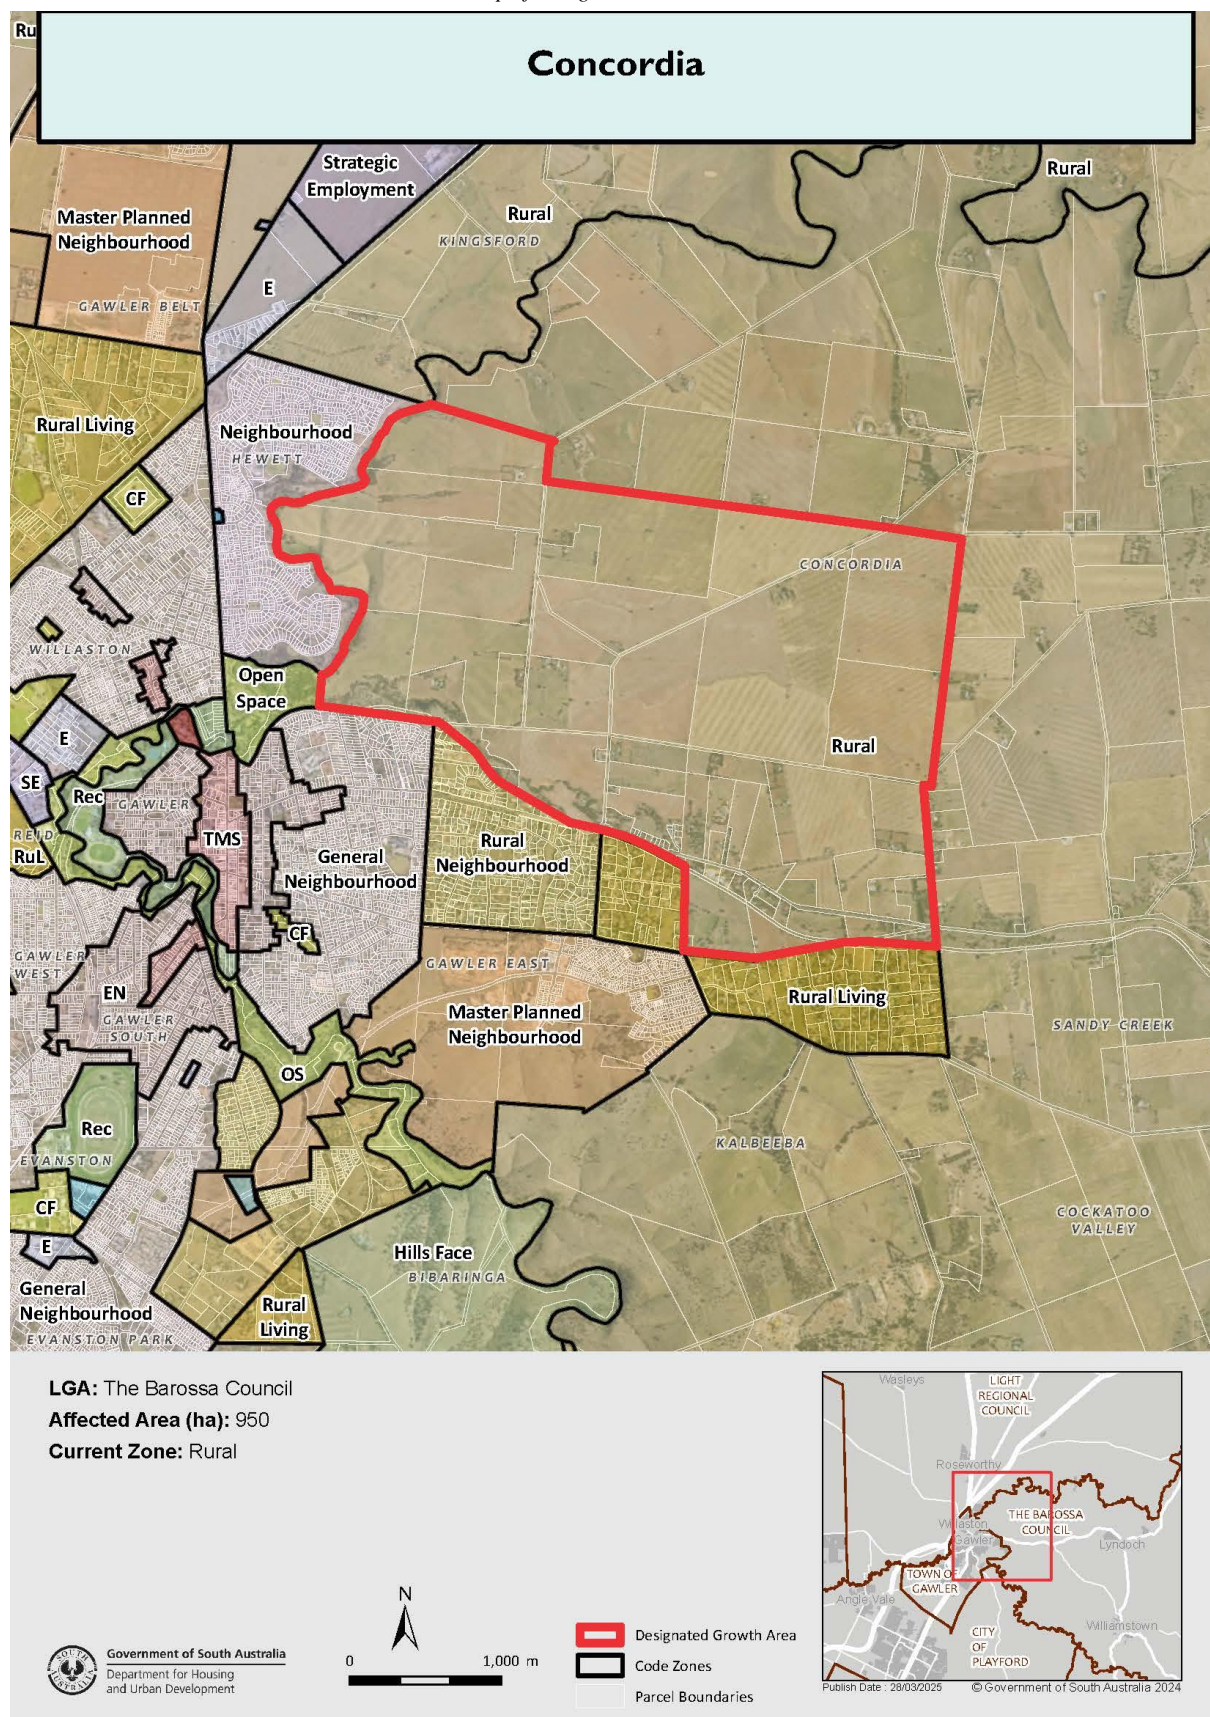 Concordia
Ru
Strategic
Employment
Rural
Rural
Master Planned
Neighbourhood
KINGSFORD
E
GAWLER BELT
Rural Living
Neighbourhood
HEWETT
CF
CONCORDIA
WILLASTON
Open
Space
E
Rural
SE
Rec
GAWLER
TMS
REID
RuL
General
Neighbourhood
Rural
Neighbourhood
CF
GAWLER
WEST
GAWLER EAST
EN
GAWLER
SOUTH
Master Planned
Neighbourhood
Rural Living
SANDY CREEK
OS
Rec
KALBEEBA
EVANSTON
CF
COCKATOO
VALLEY
E
Hills Face
BIBARINGA
General
Neighbourhood
Rural
Living
EVANSTON PARK
LGA: The Barossa Council
Affected Area (ha): 950
Current Zone: Rural
Wasleys
LIGHT
REGIONAL
COUNCIL
Roseworthy
THE BAROSSA
COUNCIL
Willaston
Gawler
Lyndoch
TOWN OF
GAWLER
Angle Vale
CITY
OF
PLAYFORD
Williamstown
N
0 1,000 m
Designated Growth Area
Code Zones
Parcel Boundaries
SOUTH AUSTRALIA
Government of South Australia
Department for Housing
and Urban Development
Publish Date : 28/03/2025 © Government of South Australia 2024